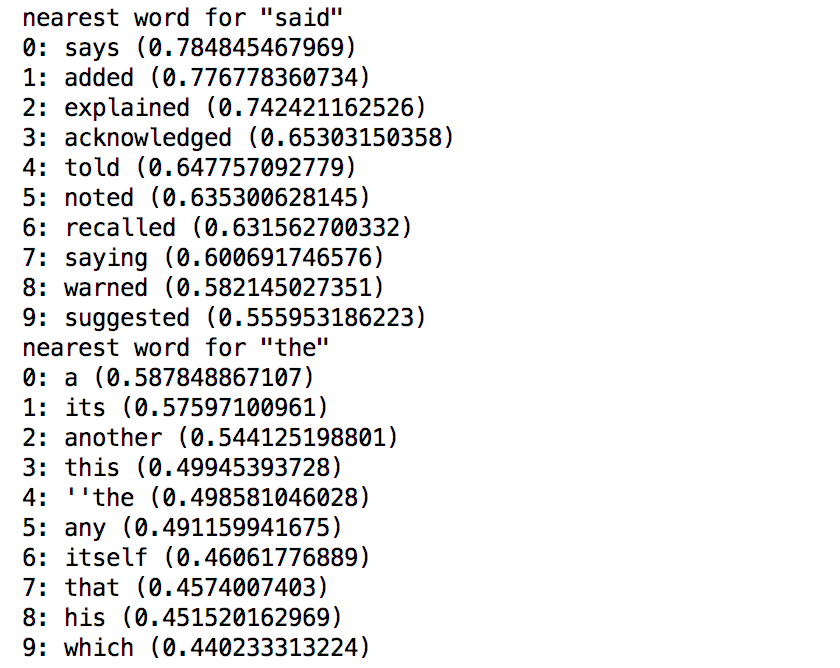 nearest word for "said"
0: says (0.784845467969)
1: added (0.776778360734)
2: explained (0.742421162526)
3: acknowledged (0.65303150358)
4: told (0.647757092779)
5: noted (0.635300628145)
6: recalled (0.631562700332)
7: saying (0.600691746576)
8: warned (0.582145027351)
9: suggested (0.555953186223)
nearest word for "the"
0: a (0.587848867107)
1: its (0.57597100961)
2: another (0.544125198801)
3: this (0.49945393728)
4: ''the (0.498581046028)
5: any (0.491159941675)
6: itself (0.46061776889)
7: that (0.4574007403)
8: his (0.451520162969)
9: which (0.440233313224)